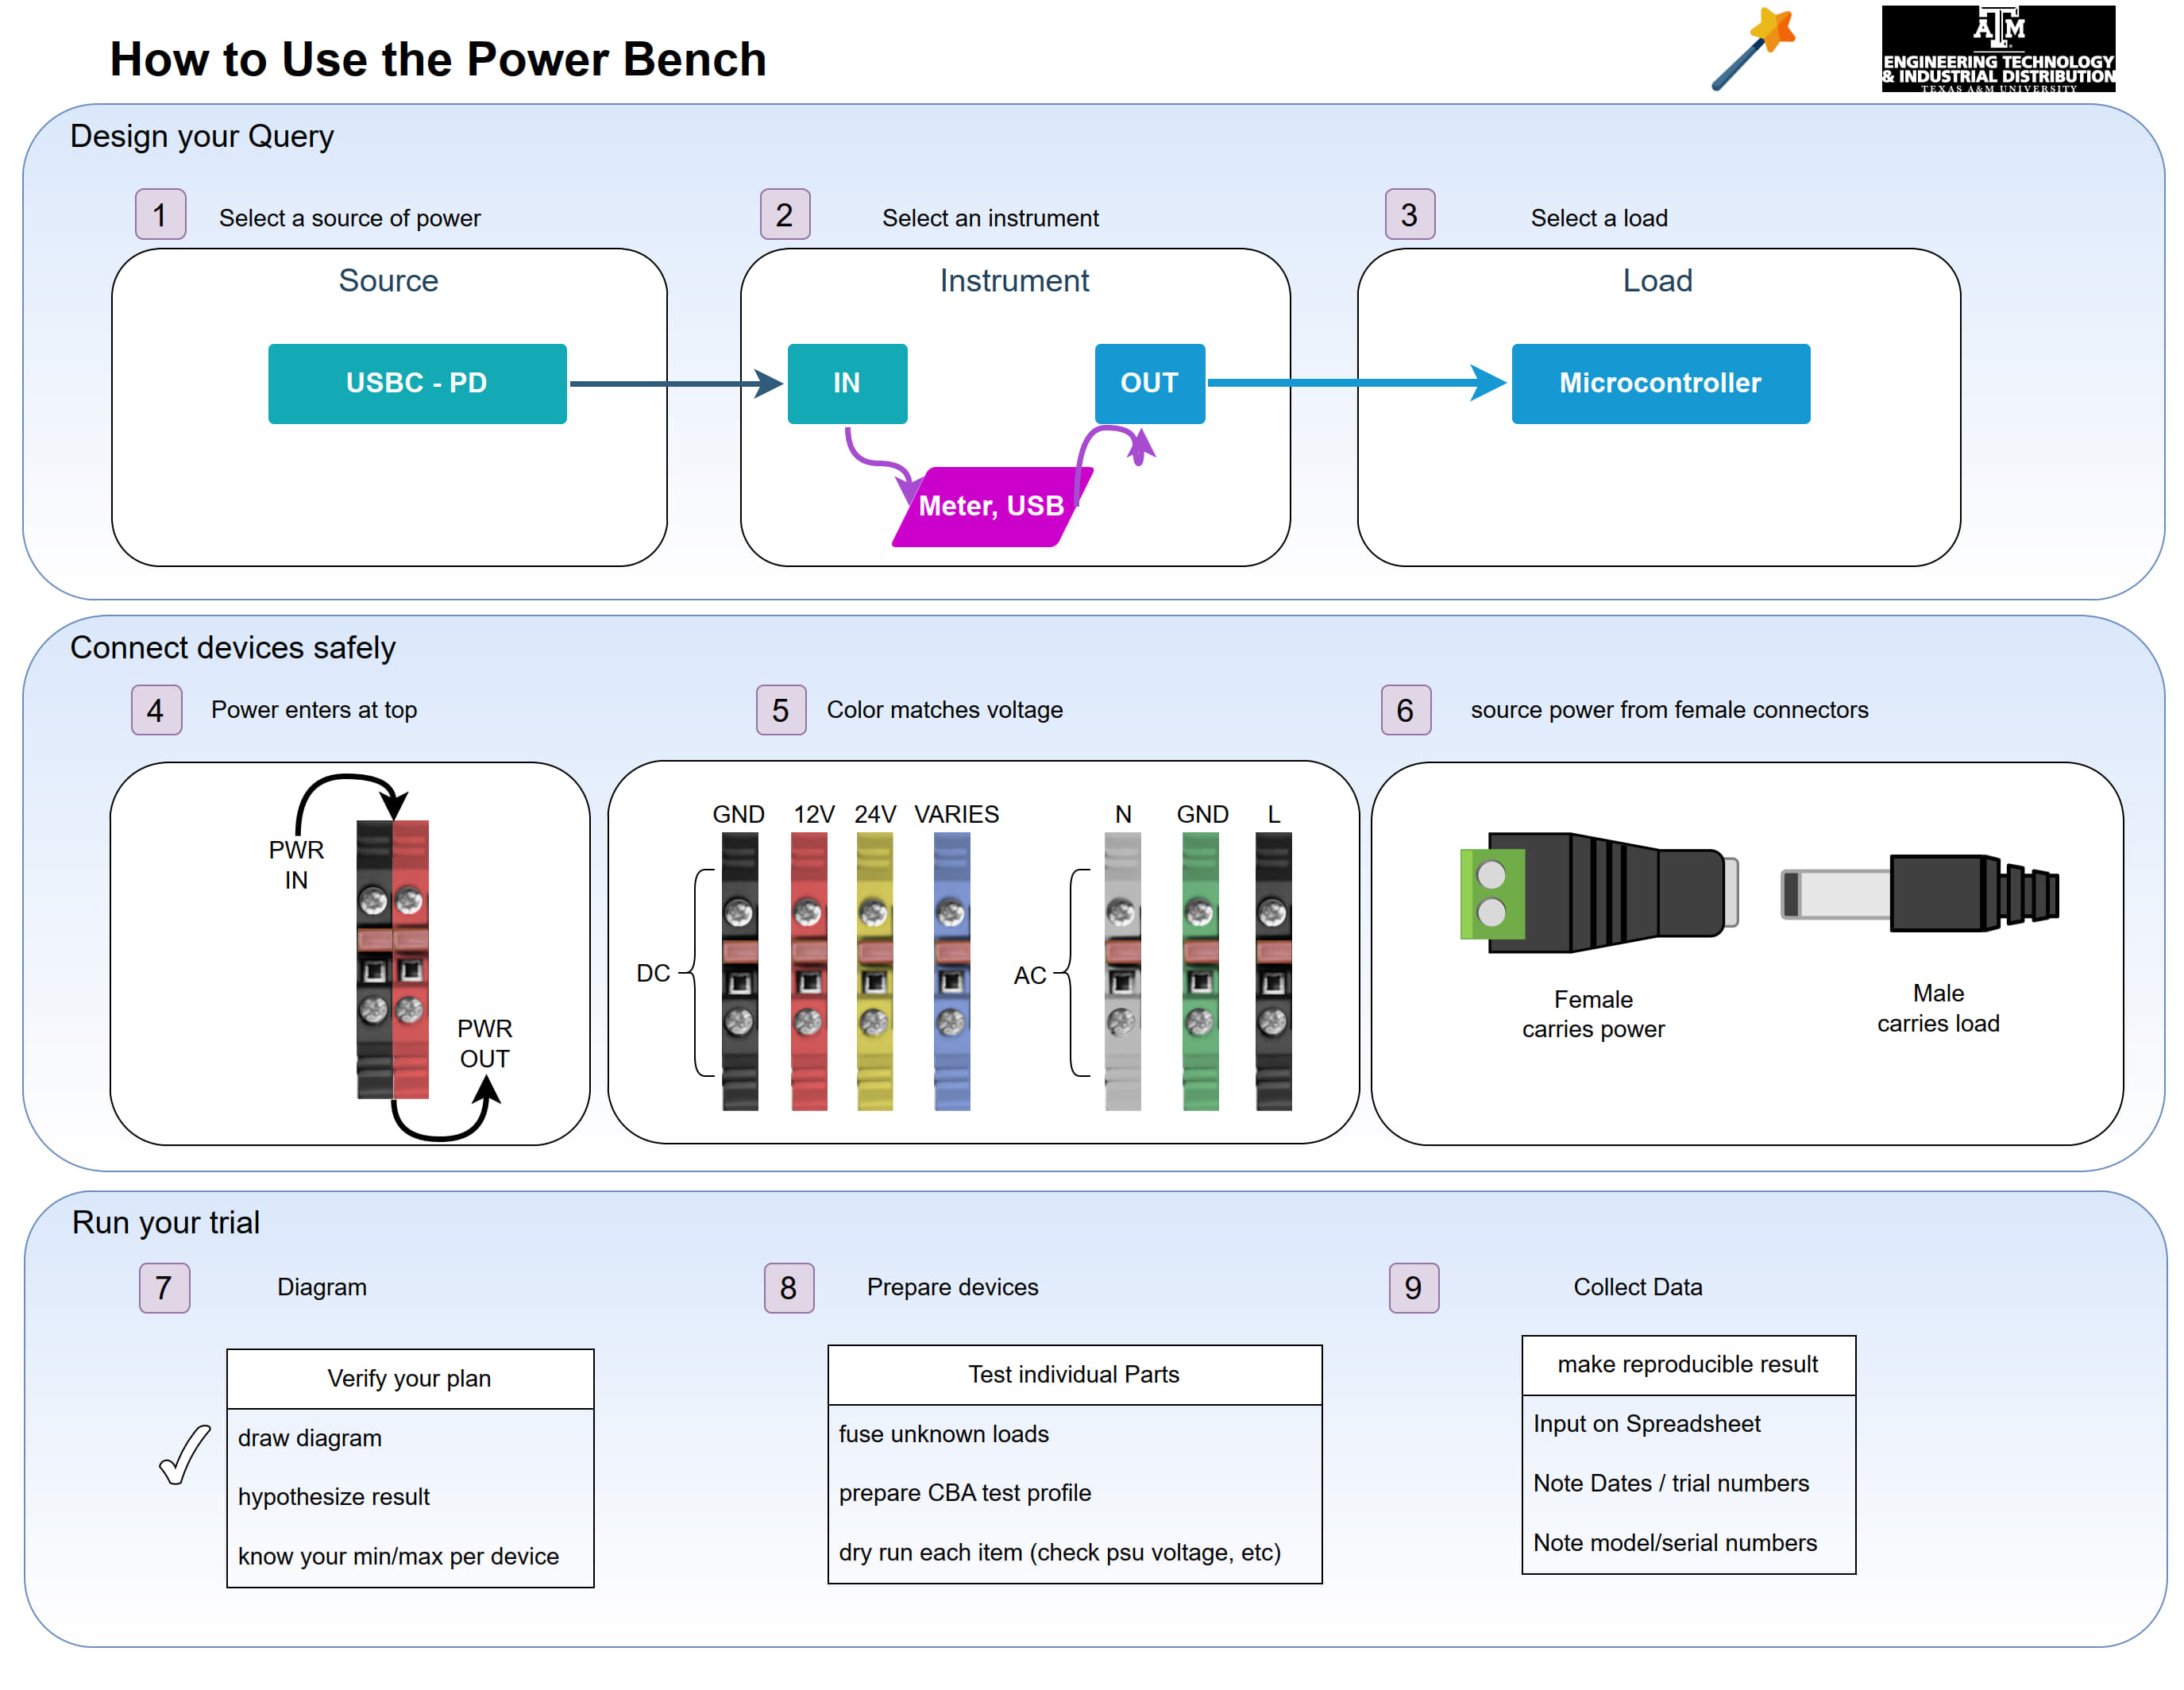 How to Use the Power Bench
ATM
ENGINEERING TECHNOLOGY
& INDUSTRIAL DISTRIBUTION
TEXAS A&M UNIVERSITY
Design your Query
1
Select a source of power
2
Select an instrument
3
Select a load
Source
Instrument
Load
USBC - PD
IN
OUT
Microcontroller
Meter, USB
Connect devices safely
4
Power enters at top
5
Color matches voltage
6
source power from female connectors
PWR
IN
PWR
OUT
GND
12V
24V
VARIES
N
GND
L
DC
AC
Female
carries power
Male
carries load
Run your trial
7
Diagram
8
Prepare devices
9
Collect Data
Verify your plan
draw diagram
hypothesize result
know your min/max per device
Test individual Parts
fuse unknown loads
prepare CBA test profile
dry run each item (check psu voltage, etc)
make reproducible result
Input on Spreadsheet
Note Dates / trial numbers
Note model/serial numbers